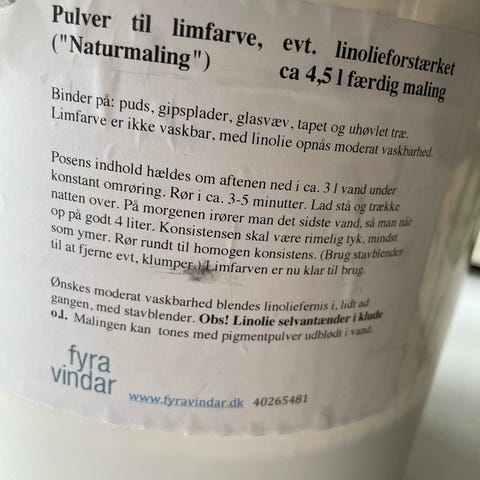 Pulver til limfarve, evt. linolieforstærket
("Naturmaling") ca 4,5 l færdig maling
Binder på: puds, gipsplader, glasvæv, tapet og uhøvlet træ.
Limfarve er ikke vaskbar, med linolie opnås moderat vaskbarhed.
Posens indhold hældes om aftenen ned i ca. 3 l vand under
konstant omrøring. Rør i ca. 3-5 minutter. Lad stå og trække
natten over. På morgenen irører man det sidste vand, så man når
op på godt 4 liter. Konsistensen skal være rimelig tyk, mindst
som ymer. Rør rundt til homogen konsistens. (Brug stavblender
til at fjerne evt, klumper.) Limfarven er nu klar til brug.
Ønskes moderat vaskbarhed blendes linoliefernis i, lidt ad
gangen, med stavblender. Obs! Linolie selvantænder i klude
o.l. Malingen kan tones med pigmentpulver udblødt i vand.
fyra
vindar
www.fyravindar.dk 40265481